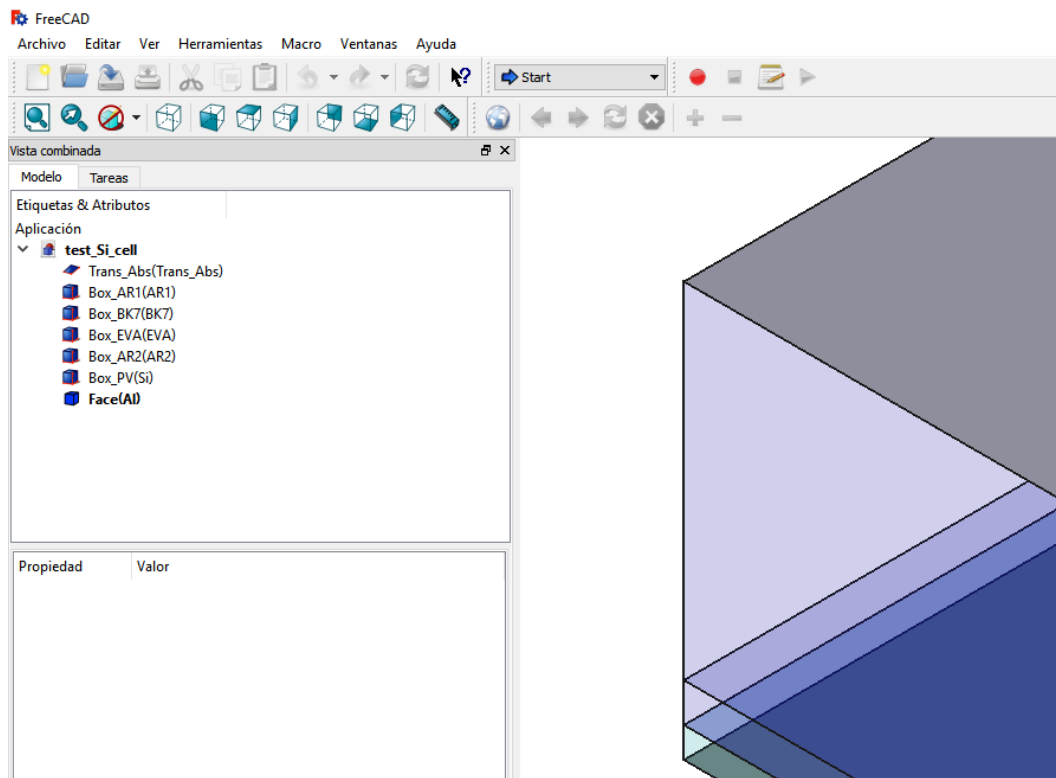 FreeCAD
Archivo Editar Ver Herramientas Macro Ventanas Ayuda
Start
Vista combinada
Modelo Tareas
Etiquetas & Atributos
Aplicación
test_Si_cell
Trans_Abs(Trans_Abs)
Box_AR1(AR1)
Box_BK7(BK7)
Box_EVA(EVA)
Box_AR2(AR2)
Box_PV(Si)
Face(Al)
Propiedad Valor